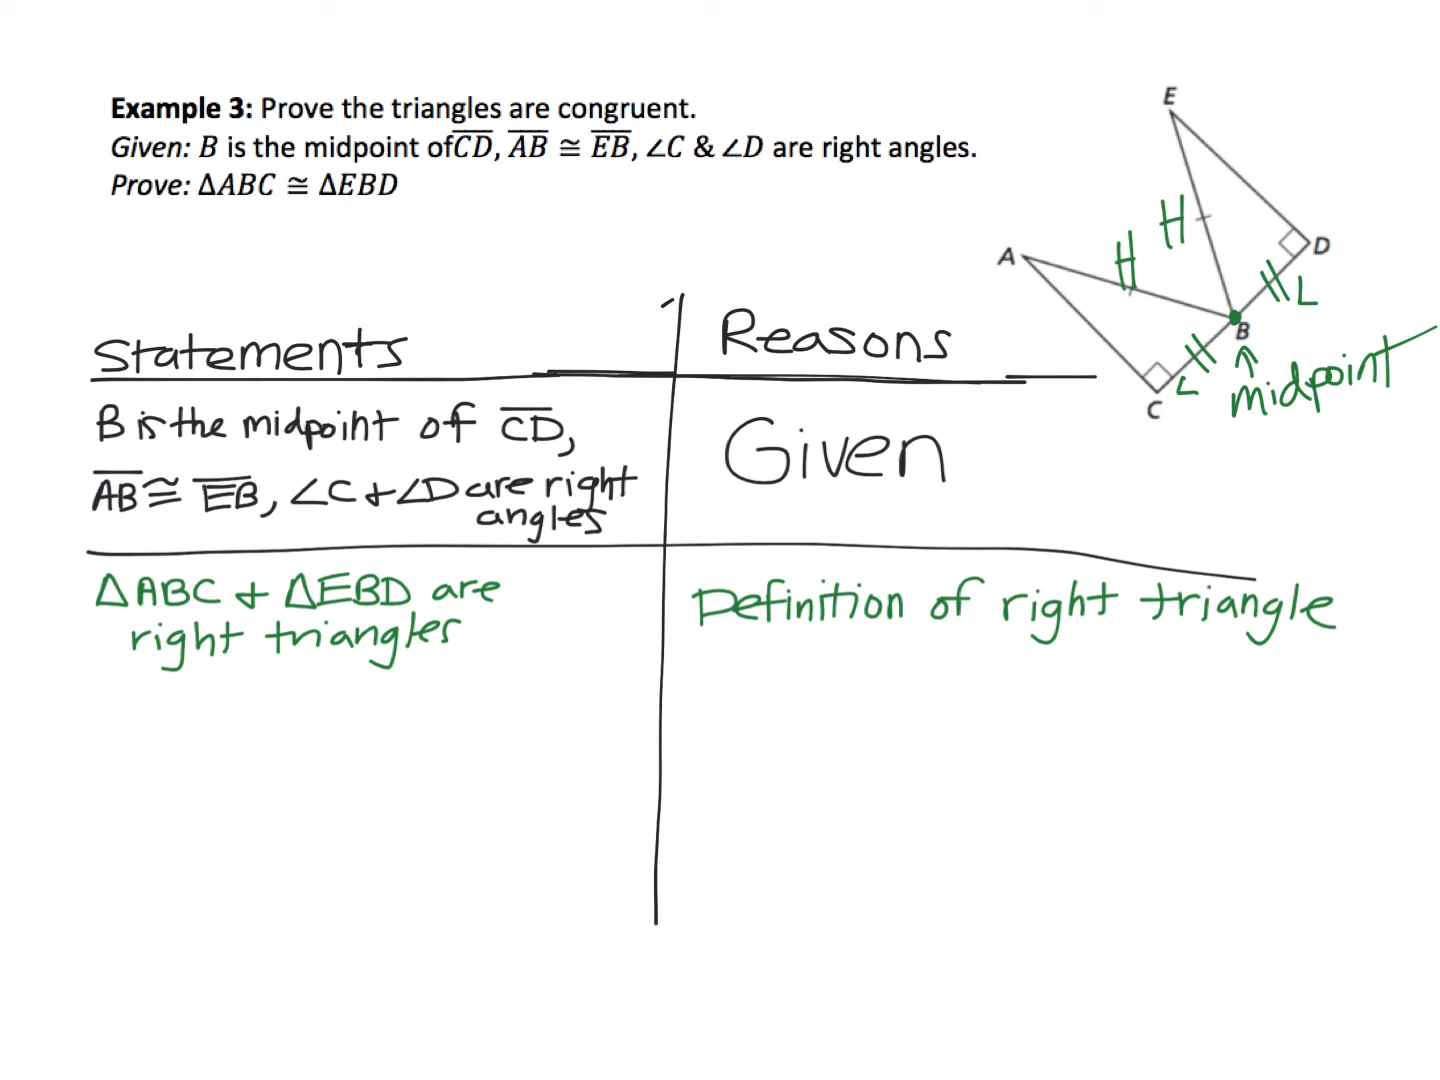 Example 3: Prove the triangles are congruent.
Given: B is the midpoint of CD, AB ≅ EB, ∠C & ∠D are right angles.
Prove: ΔABC ≅ ΔEBD
E
H
H
A
D
L
B
L
C
midpoint
Statements
Reasons
B is the midpoint of CD,
AB ≅ EB, ∠C + ∠D are right
angles
Given
ΔABC + ΔEBD are
right triangles
Definition of right triangle